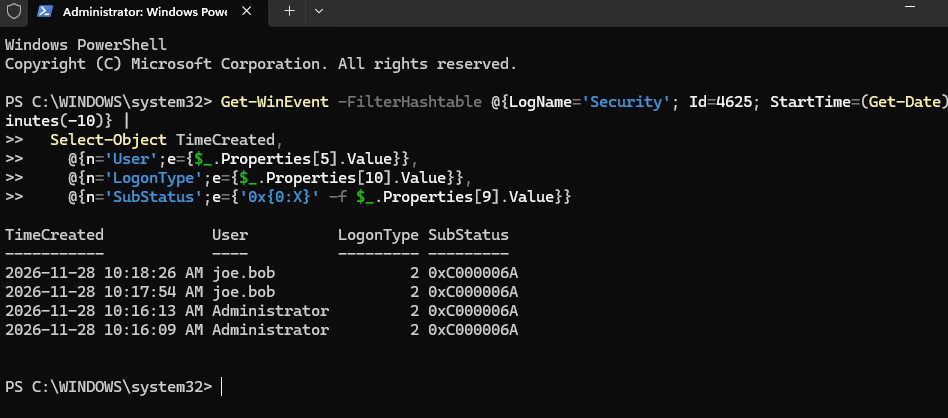 Administrator: Windows Pow
Windows PowerShell
Copyright (C) Microsoft Corporation. All rights reserved.
PS C:\WINDOWS\system32> Get-WinEvent -FilterHashtable @{LogName='Security'; Id=4625; StartTime=(Get-Date)
inutes(-10)} |
>>   Select-Object TimeCreated,
>>     @{n='User';e={$_.Properties[5].Value}},
>>     @{n='LogonType';e={$_.Properties[10].Value}},
>>     @{n='SubStatus';e={'0x{0:X}' -f $_.Properties[9].Value}}
TimeCreated            User          LogonType SubStatus
-----------            ----          --------- ---------
2026-11-28 10:18:26 AM joe.bob               2 0xC000006A
2026-11-28 10:17:54 AM joe.bob               2 0xC000006A
2026-11-28 10:16:13 AM Administrator         2 0xC000006A
2026-11-28 10:16:09 AM Administrator         2 0xC000006A
PS C:\WINDOWS\system32>